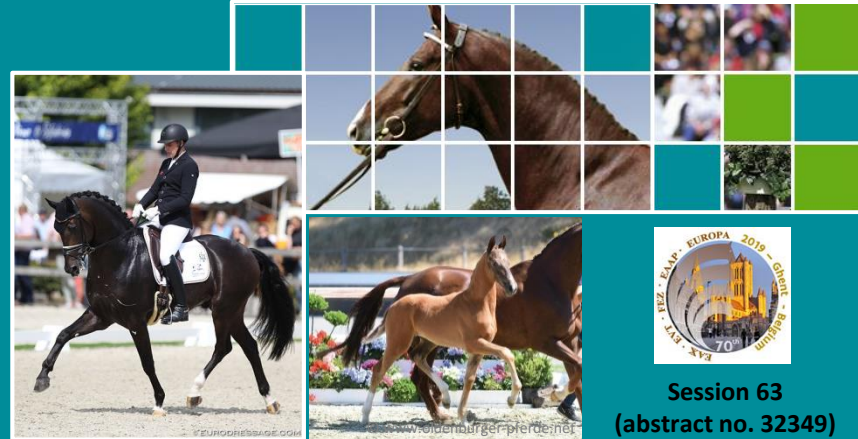 EAAP · EUROPA 2019 – Ghent - Belgium
EAX · EVT · FEZ
70th
©EURODRESSAGE.COM
www.oldenburger-pferde.net
Session 63
(abstract no. 32349)